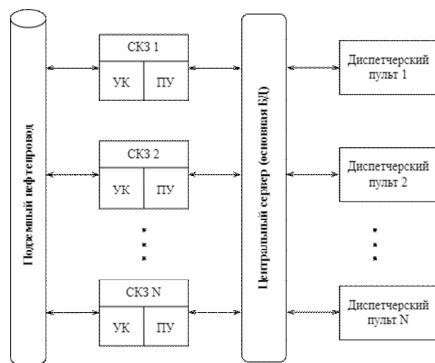 Подземный нефтепровод
СКЗ 1
УК ПУ
СКЗ 2
УК ПУ
СКЗ N
УК ПУ
Центральный сервер (основная БД)
Диспетчерский
пульт 1
Диспетчерский
пульт 2
Диспетчерский
пульт N